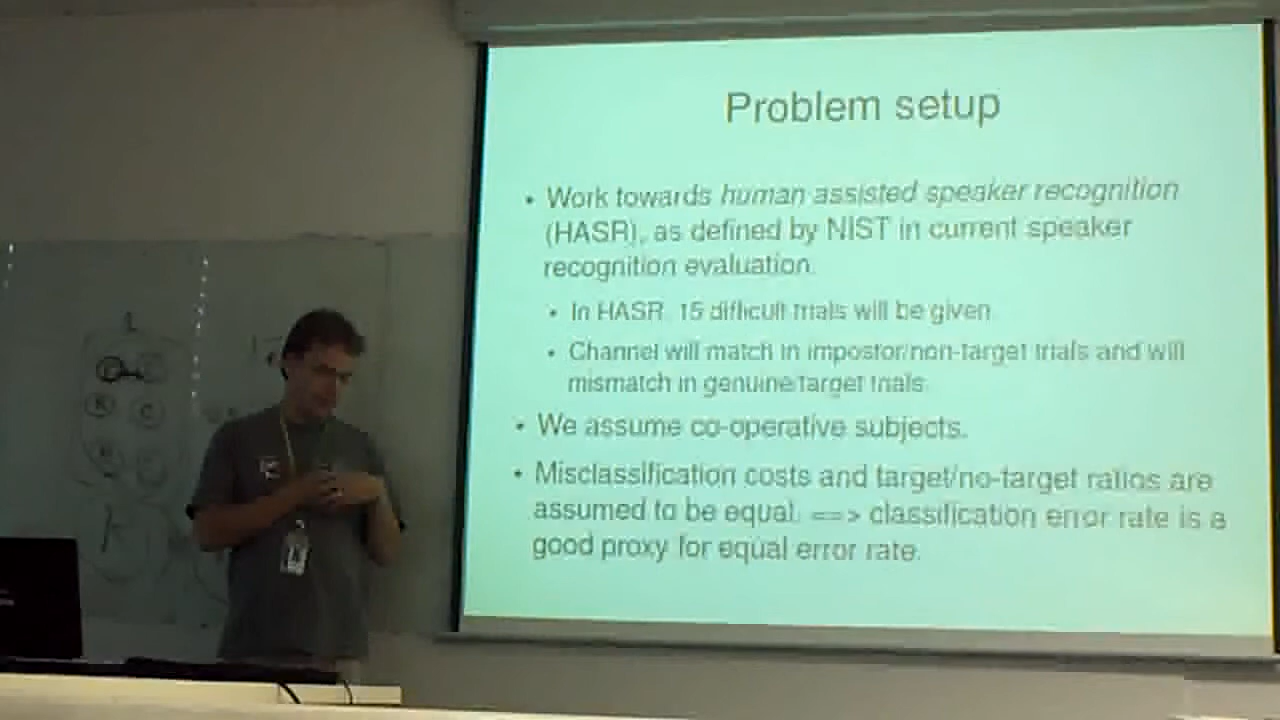 Problem setup
• Work towards human assisted speaker recognition
(HASR), as defined by NIST in current speaker
recognition evaluation.
• In HASR, 15 difficult trials will be given.
• Channel will match in impostor/non-target trials and will
mismatch in genuine/target trials.
• We assume co-operative subjects.
• Misclassification costs and target/no-target ratios are
assumed to be equal. ==> classification error rate is a
good proxy for equal error rate.